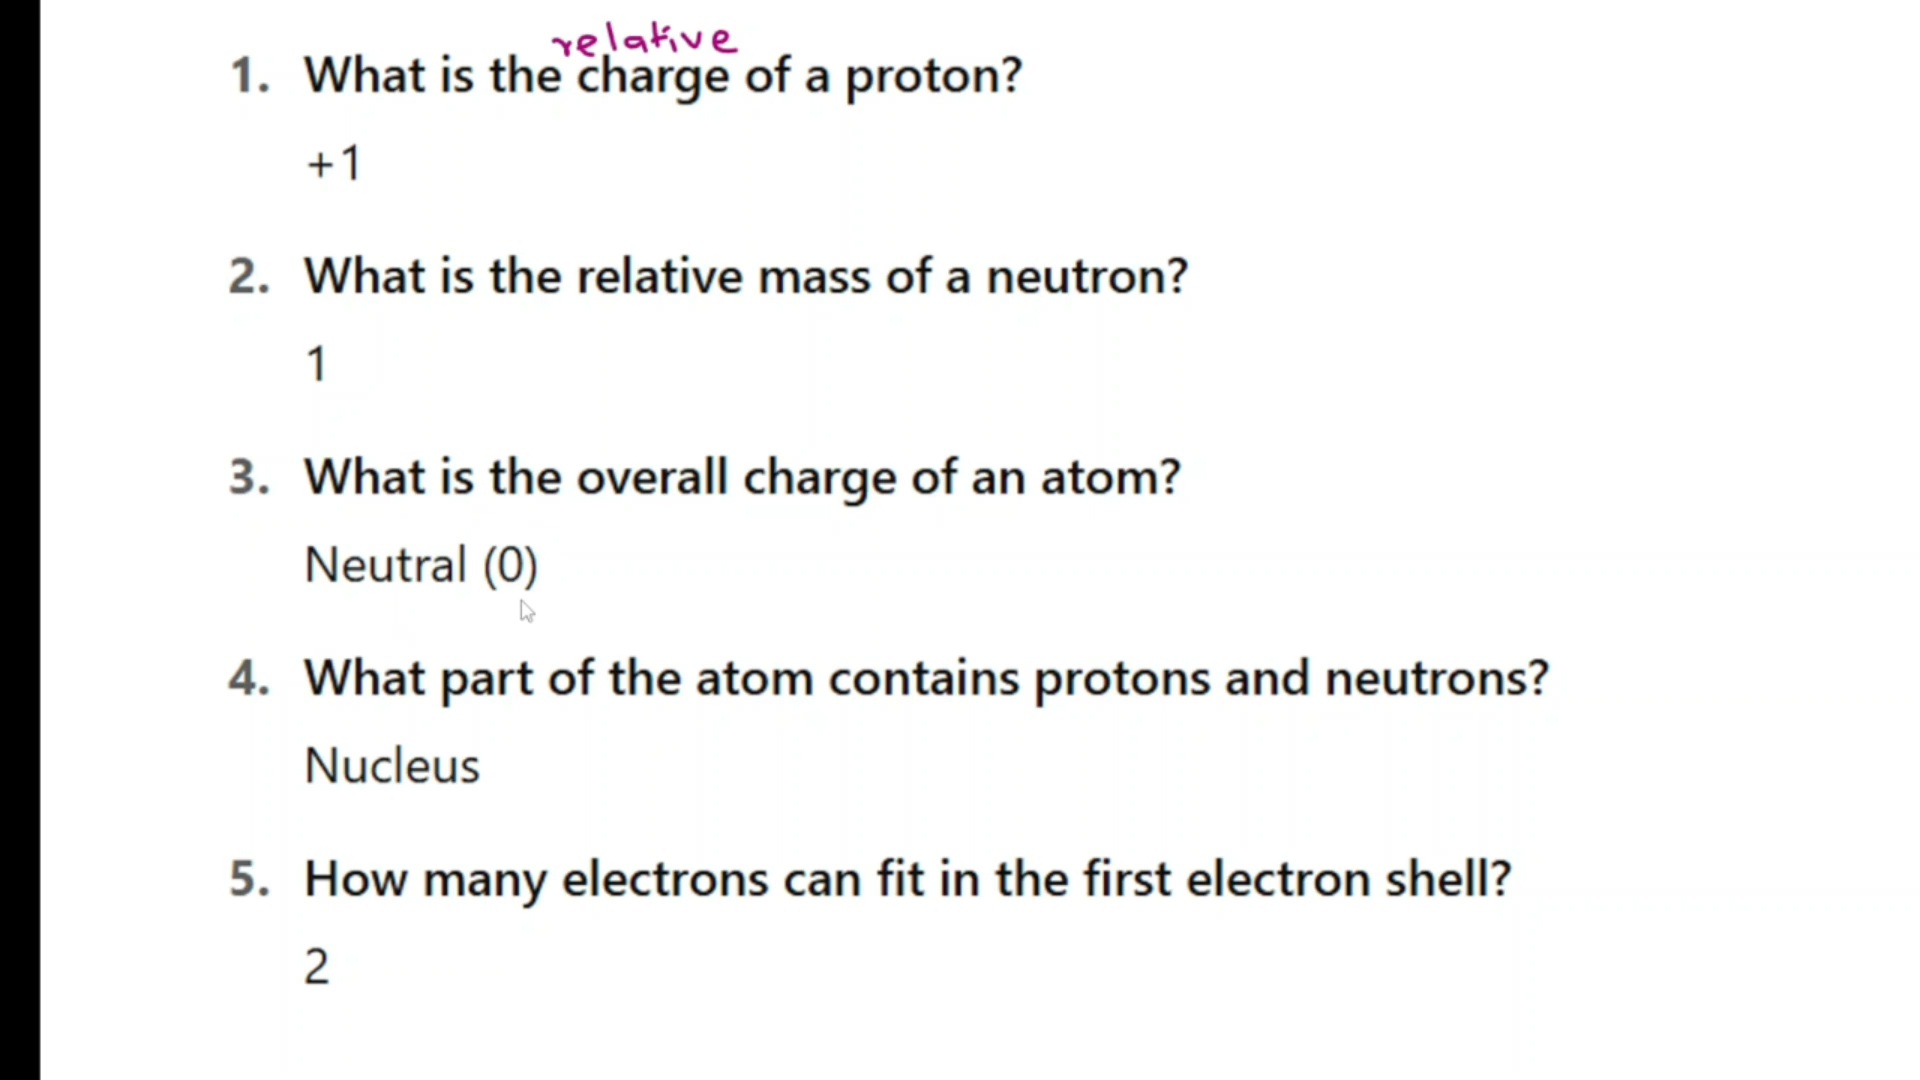 relative
1. What is the charge of a proton?
+1
2. What is the relative mass of a neutron?
1
3. What is the overall charge of an atom?
Neutral (0)
4. What part of the atom contains protons and neutrons?
Nucleus
5. How many electrons can fit in the first electron shell?
2